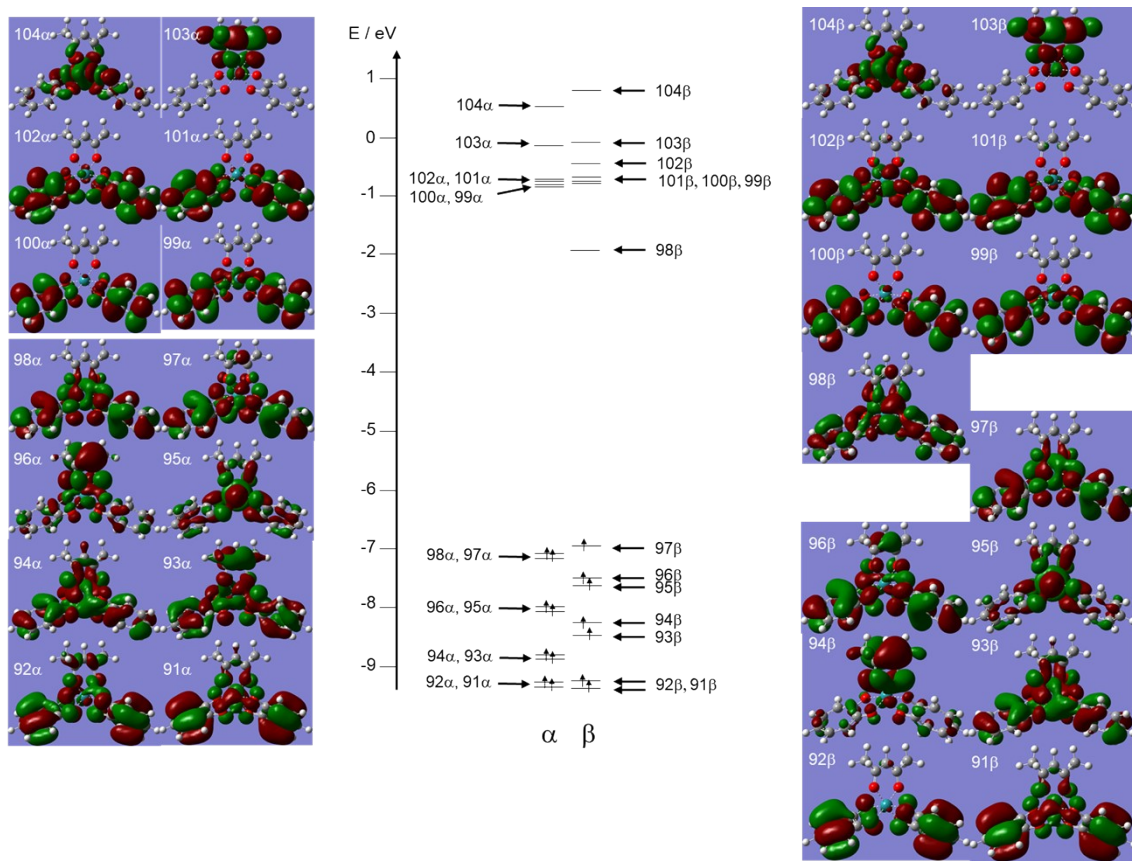 104α 103α
102α 101α
100α 99α
98α 97α
96α 95α
94α 93α
92α 91α
E / eV
1
0
-1
-2
-3
-4
-5
-6
-7
-8
-9
104α
103α
102α, 101α
100α, 99α
98α, 97α
96α, 95α
94α, 93α
92α, 91α
104β
103β
102β
101β, 100β, 99β
98β
97β
96β
95β
94β
93β
92β, 91β
α β
104β 103β
102β 101β
100β 99β
98β
97β
96β 95β
94β 93β
92β 91β